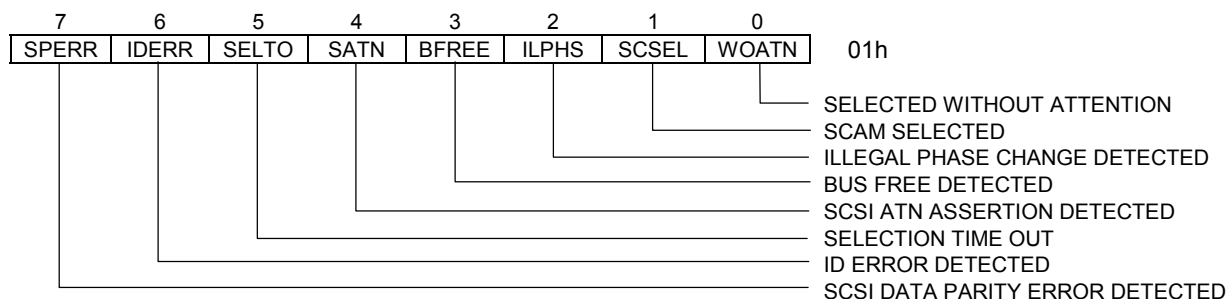 7 6 5 4 3 2 1 0
SPERR IDERR SELTO SATN BFREE ILPHS SCSEL WOATN 01h
SELECTED WITHOUT ATTENTION
SCAM SELECTED
ILLEGAL PHASE CHANGE DETECTED
BUS FREE DETECTED
SCSI ATN ASSERTION DETECTED
SELECTION TIME OUT
ID ERROR DETECTED
SCSI DATA PARITY ERROR DETECTED